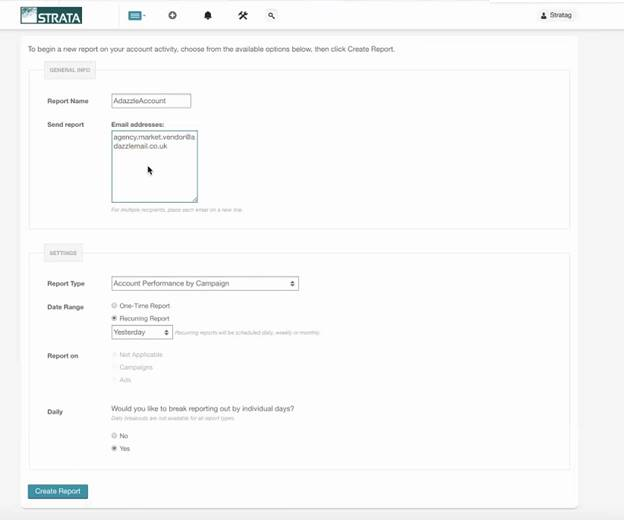 STRATA
Stratag
To begin a new report on your account activity, choose from the available options below, then click Create Report.
GENERAL INFO
Report Name
AdazzleAccount
Send report
Email addresses:
agency.market.vendor@a
dazzlemail.co.uk
For multiple recipients, place each email on a new line.
SETTINGS
Report Type
Account Performance by Campaign
Date Range
One-Time Report
Recurring Report
Yesterday
Recurring reports will be scheduled daily, weekly or monthly.
Report on
Not Applicable
Campaigns
Ads
Daily
Would you like to break reporting out by individual days?
Daily breakouts are not available for all report types.
No
Yes
Create Report